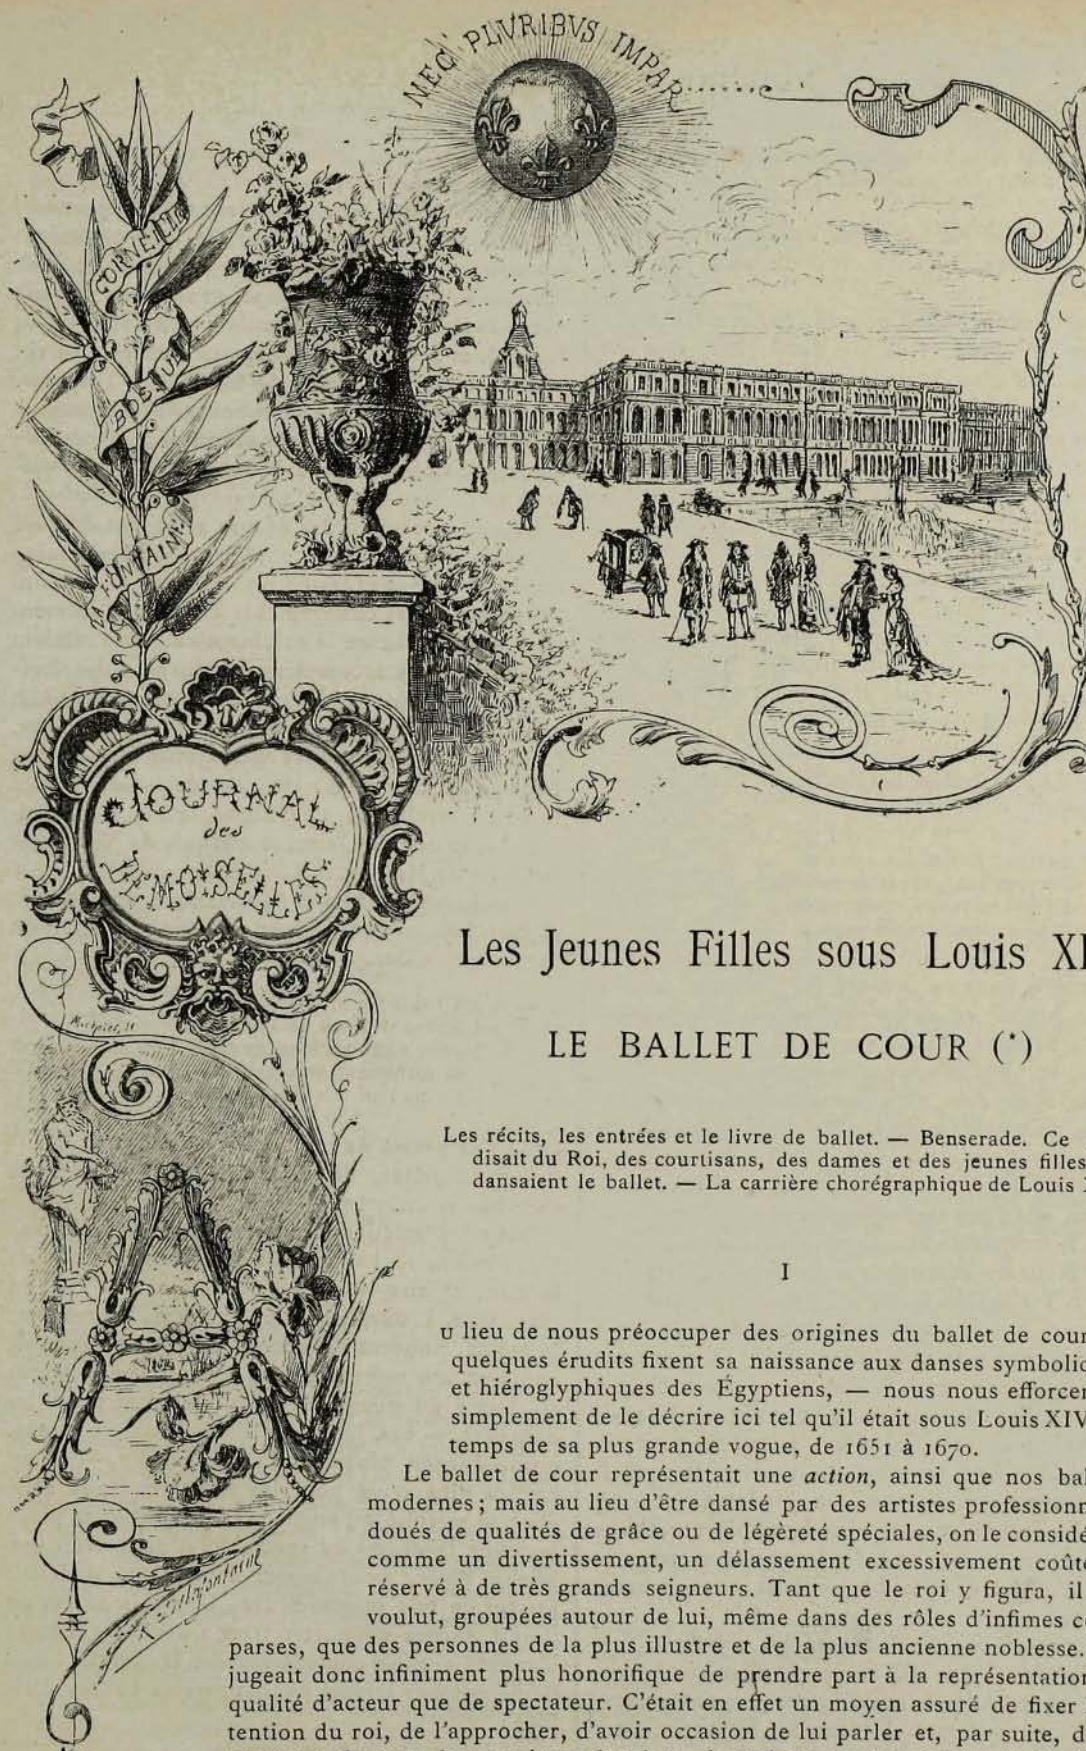 NEC PLVRIBVS IMPAR
CORNEILLE
LA FONTAINE
JOURNAL
des
DEMOISELLES
Les Jeunes Filles sous Louis
LE BALLET DE COUR (*)
Les récits, les entrées et le livre de ballet. — Benserade. Ce
disait du Roi, des courtisans, des dames et des jeunes filles
dansaient le ballet. — La carrière chorégraphique de Louis
I
U lieu de nous préoccuper des origines du ballet de cour
quelques érudits fixent sa naissance aux danses
et hiéroglyphiques des Égyptiens, — nous nous
simplement de le décrire ici tel qu'il était sous Louis XIV
temps de sa plus grande vogue, de 1651 à 1670.
Le ballet de cour représentait une action, ainsi que nos
modernes ; mais au lieu d'être dansé par des artistes
doués de qualités de grâce ou de légèreté spéciales, on le
comme un divertissement, un délassement excessivement
réservé à de très grands seigneurs. Tant que le roi y figura, il
voulut, groupées autour de lui, même dans des rôles d'infimes
parses, que des personnes de la plus illustre et de la plus ancienne noblesse.
jugeait donc infiniment plus honorifique de prendre part à la représentation
qualité d'acteur que de spectateur. C'était en effet un moyen assuré de fixer
tention du roi, de l'approcher, d'avoir occasion de lui parler et, par suite,